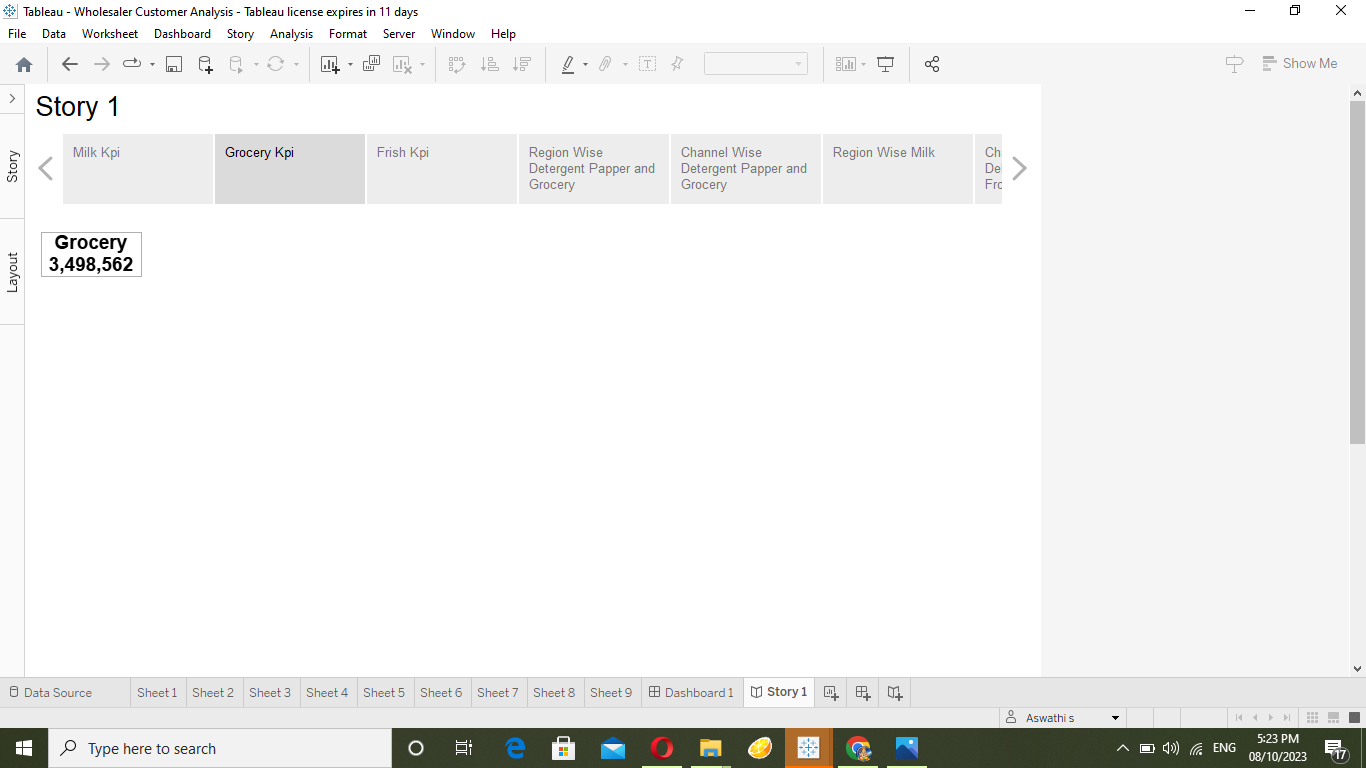 Tableau - Wholesaler Customer Analysis - Tableau license expires in 11 days
File Data Worksheet Dashboard Story Analysis Format Server Window Help
Show Me
Story
Layout
Story 1
Milk Kpi
Grocery Kpi
Frish Kpi
Region Wise
Detergent Papper and
Grocery
Channel Wise
Detergent Papper and
Grocery
Region Wise Milk
Ch
De
Fro
Grocery
3,498,562
Data Source Sheet 1 Sheet 2 Sheet 3 Sheet 4 Sheet 5 Sheet 6 Sheet 7 Sheet 8 Sheet 9 Dashboard 1 Story 1
Aswathi s
Type here to search
ENG
5:23 PM
08/10/2023
17